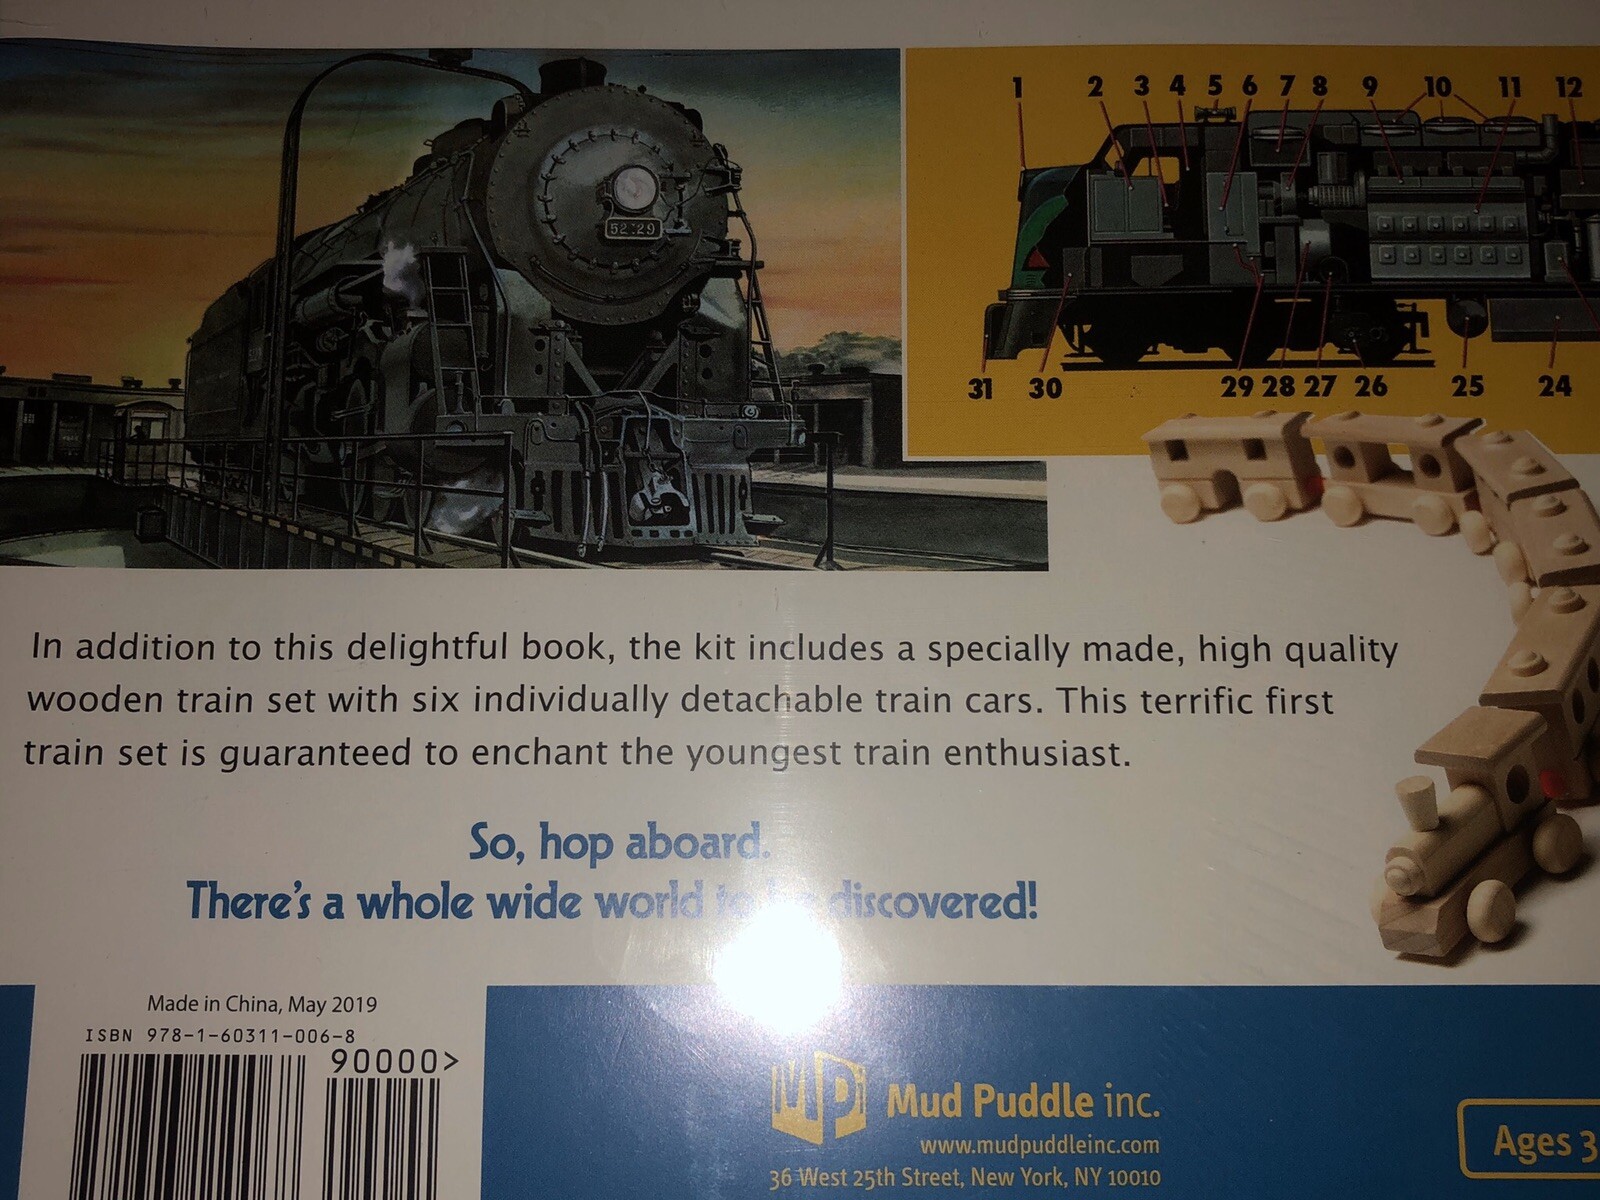 1 2 3 4 5 6 7 8 9 10 11 12
31 30 29 28 27 26 25 24
In addition to this delightful book, the kit includes a specially made, high quality
wooden train set with six individually detachable train cars. This terrific first
train set is guaranteed to enchant the youngest train enthusiast.
So, hop aboard.
There's a whole wide world to be discovered!
Made in China, May 2019
ISBN 978-1-60311-006-8
90000>
MP
Mud Puddle inc.
www.mudpuddleinc.com
36 West 25th Street, New York, NY 10010
Ages 3